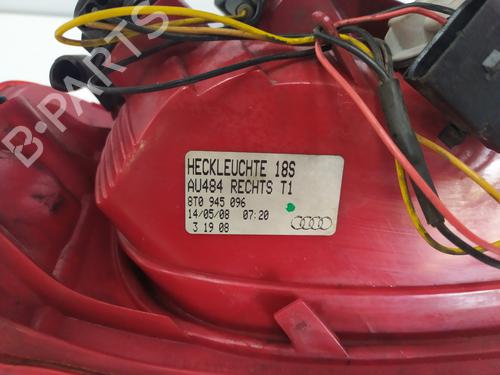 HECKLEUCHTE 18S
AU484 RECHTS T1
8T0 945 096
14/05/08 07:20
3 19 08
B-PARTS